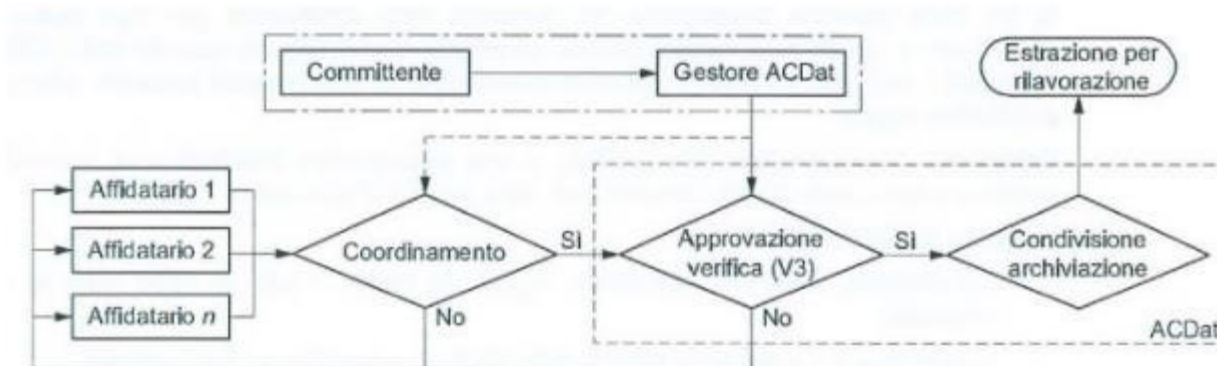 Committente
Gestore ACDat
Estrazione per
rilavorazione
Affidatario 1
Affidatario 2
Affidatario n
Coordinamento
Sì
Approvazione
verifica (V3)
Sì
Condivisione
archiviazione
No
No
ACDat